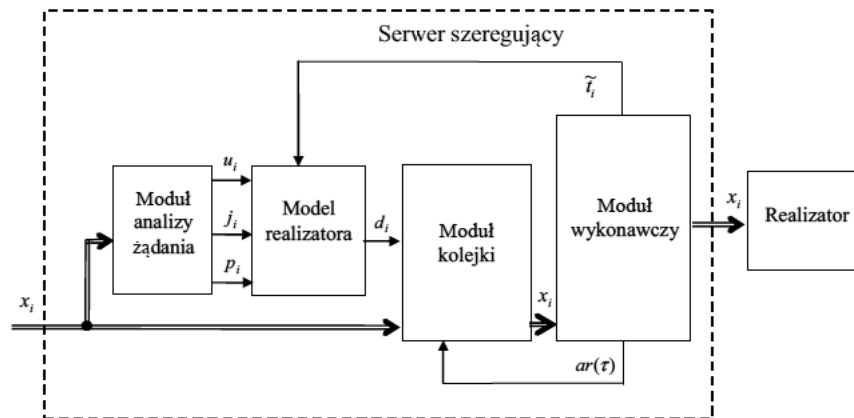 Serwer szeregujący
t̃ᵢ
uᵢ
Moduł
analizy
żądania
jᵢ
pᵢ
Model
realizatora
dᵢ
Moduł
kolejki
xᵢ
Moduł
wykonawczy
xᵢ
Realizator
xᵢ
ar(τ)